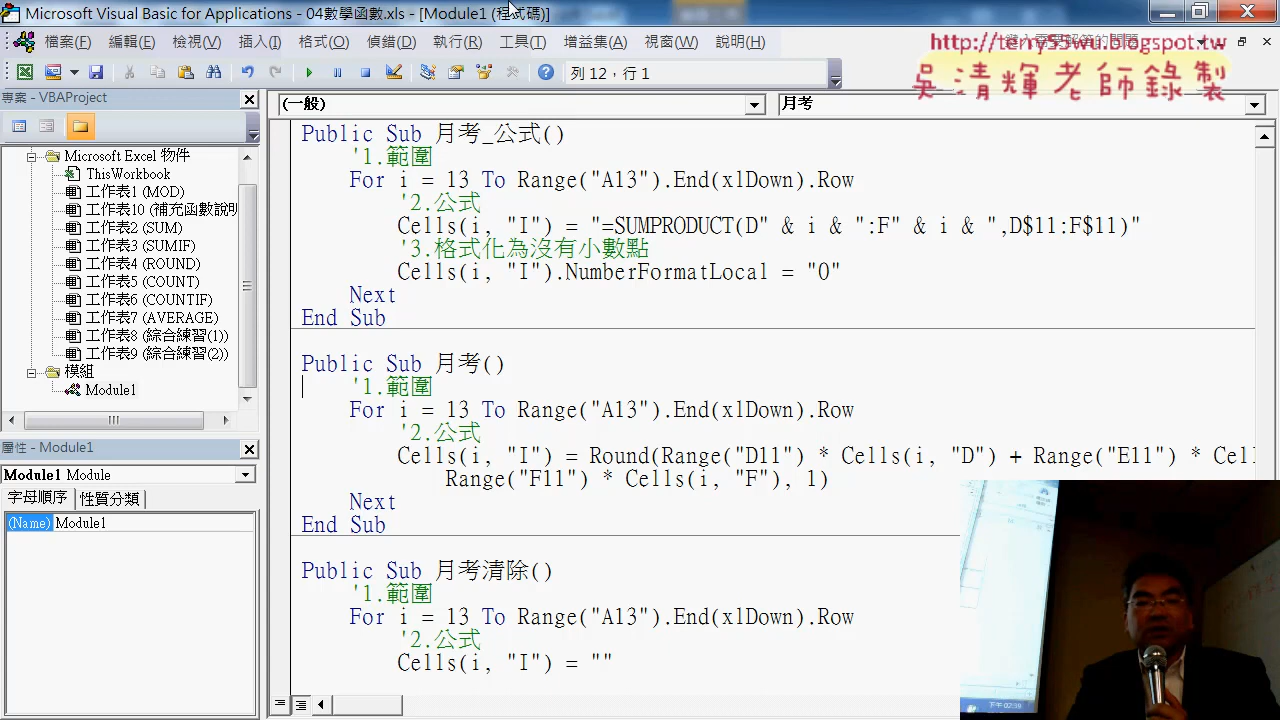 Microsoft Visual Basic for Applications - 04數學函數.xls - [Module1 (程式碼)]
檔案(F) 編輯(E) 檢視(V) 插入(I) 格式(O) 偵錯(D) 執行(R) 工具(T) 增益集(A) 視窗(W) 說明(H)
http://terry55wu.blogspot.tw
列 12，行 1
吳清輝老師錄製
專案 - VBAProject
Microsoft Excel 物件
ThisWorkbook
工作表1 (MOD)
工作表10 (補充函數說明
工作表2 (SUM)
工作表3 (SUMIF)
工作表4 (ROUND)
工作表5 (COUNT)
工作表6 (COUNTIF)
工作表7 (AVERAGE)
工作表8 (綜合練習(1))
工作表9 (綜合練習(2))
模組
Module1
屬性 - Module1
Module1 Module
字母順序 性質分類
(Name) Module1
(一般) 月考
Public Sub 月考_公式()
'1.範圍
For i = 13 To Range("A13").End(xlDown).Row
'2.公式
Cells(i, "I") = "=SUMPRODUCT(D" & i & ":F" & i & ",D$11:F$11)"
'3.格式化為沒有小數點
Cells(i, "I").NumberFormatLocal = "0"
Next
End Sub
Public Sub 月考()
'1.範圍
For i = 13 To Range("A13").End(xlDown).Row
'2.公式
Cells(i, "I") = Round(Range("D11") * Cells(i, "D") + Range("E11") * Cel
Range("F11") * Cells(i, "F"), 1)
Next
End Sub
Public Sub 月考清除()
'1.範圍
For i = 13 To Range("A13").End(xlDown).Row
'2.公式
Cells(i, "I") = ""
下午 02:59